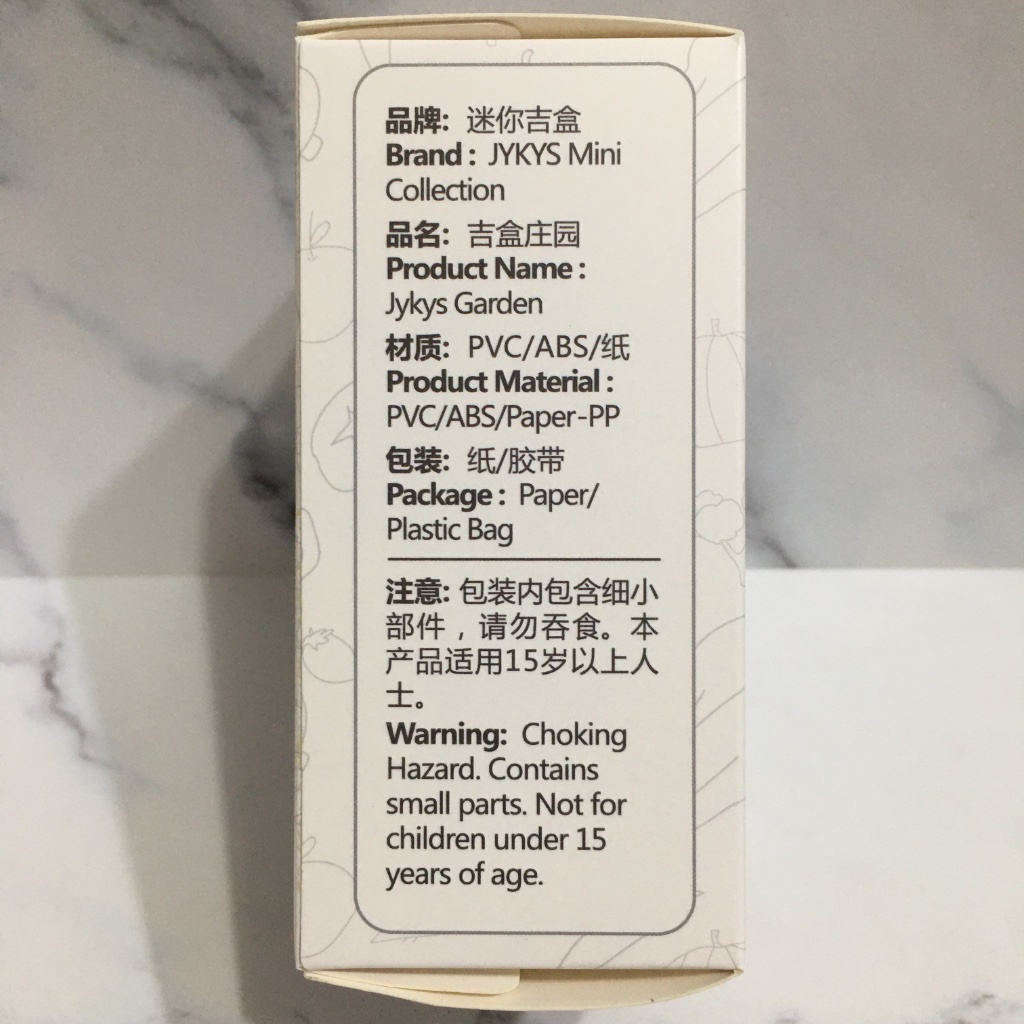 品牌: 迷你吉盒
Brand : JYKYS Mini
Collection
品名: 吉盒庄园
Product Name :
Jykys Garden
材质: PVC/ABS/纸
Product Material :
PVC/ABS/Paper-PP
包装: 纸/胶带
Package : Paper/
Plastic Bag
注意: 包装内包含细小
部件，请勿吞食。本
产品适用15岁以上人
士。
Warning: Choking
Hazard. Contains
small parts. Not for
children under 15
years of age.